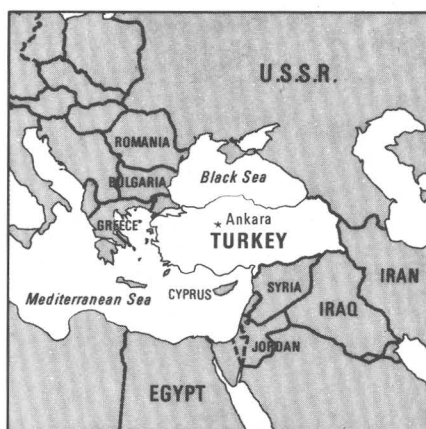 U.S.S.R.
ROMANIA
BULGARIA
Black Sea
GREECE
Ankara
TURKEY
Mediterranean Sea
CYPRUS
SYRIA
IRAN
IRAQ
JORDAN
EGYPT